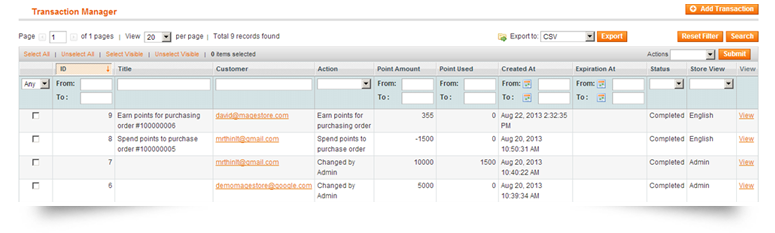 Transaction Manager
Add Transaction
Page 1 of 1 pages | View 20 per page | Total 9 records found
Export to: CSV Export
Reset Filter Search
Select All | Unselect All | Select Visible | Unselect Visible | 0 items selected
Actions Submit
ID Title Customer Action Point Amount Point Used Created At Expiration At Status Store View View
Any From: From: From: From: From:
To : To : To : To : To :
9 Earn points for purchasing order #100000006 david@magestore.com Earn points for purchasing order 355 0 Aug 22, 2013 2:32:35 PM Completed English View
8 Spend points to purchase order #100000005 mrthinlt@gmail.com Spend points to purchase order -1500 0 Aug 20, 2013 10:50:31 AM Completed English View
7 mrthinlt@gmail.com Changed by Admin 10000 1500 Aug 20, 2013 10:40:22 AM Completed Admin View
6 demomagestore@google.com Changed by Admin 5000 0 Aug 20, 2013 10:39:34 AM Completed Admin View